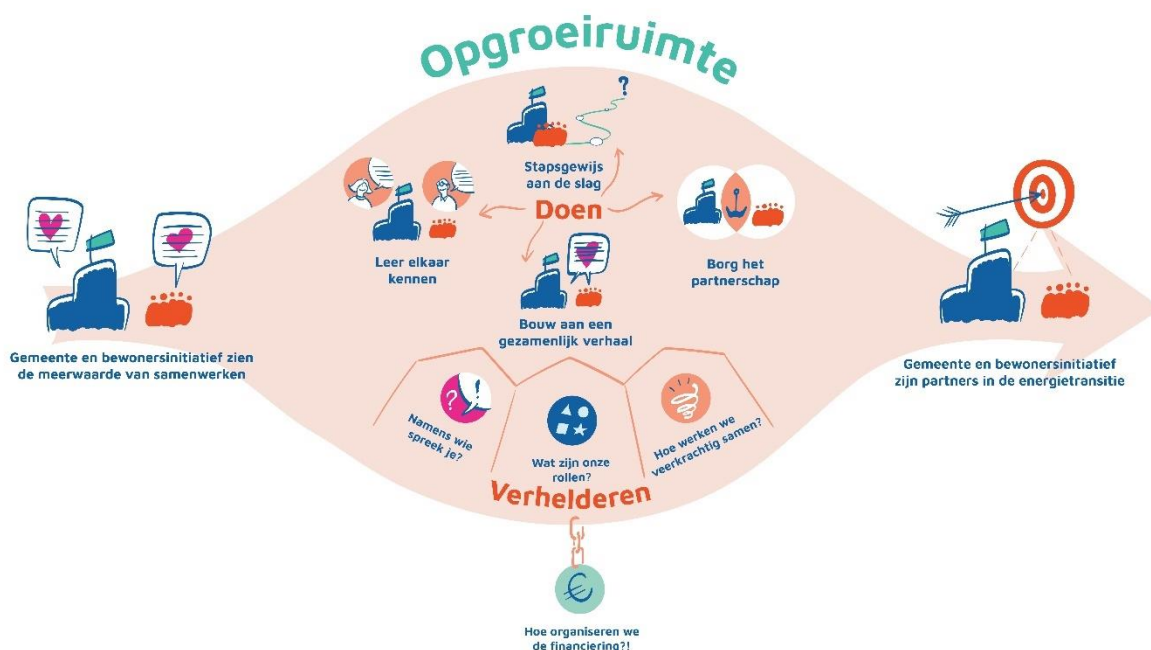 Opgroeiruimte
?
Stapsgewijs
aan de slag
Doen
Leer elkaar
kennen
Borg het
partnerschap
Bouw aan een
gezamenlijk verhaal
Gemeente en bewonersinitiatief zien
de meerwaarde van samenwerken
Gemeente en bewonersinitiatief
zijn partners in de energietransitie
? !
Namens wie
spreek je?
Wat zijn onze
rollen?
Hoe werken we
veerkrachtig samen?
Verhelderen
€
Hoe organiseren we
de financiering?!